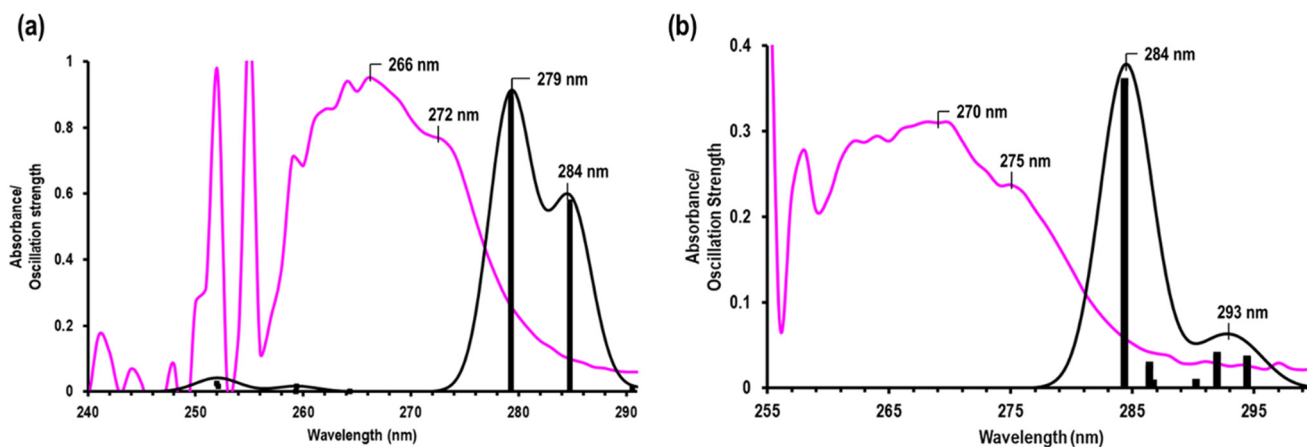 (a)
Absorbance/
Oscillation strength
1
0.8
0.6
0.4
0.2
0
266 nm
272 nm
279 nm
284 nm
240 250 260 270 280 290
Wavelength (nm)
(b)
Absorbance/
Oscillation Strength
0.4
0.3
0.2
0.1
0
284 nm
270 nm
275 nm
293 nm
255 265 275 285 295
Wavelength (nm)